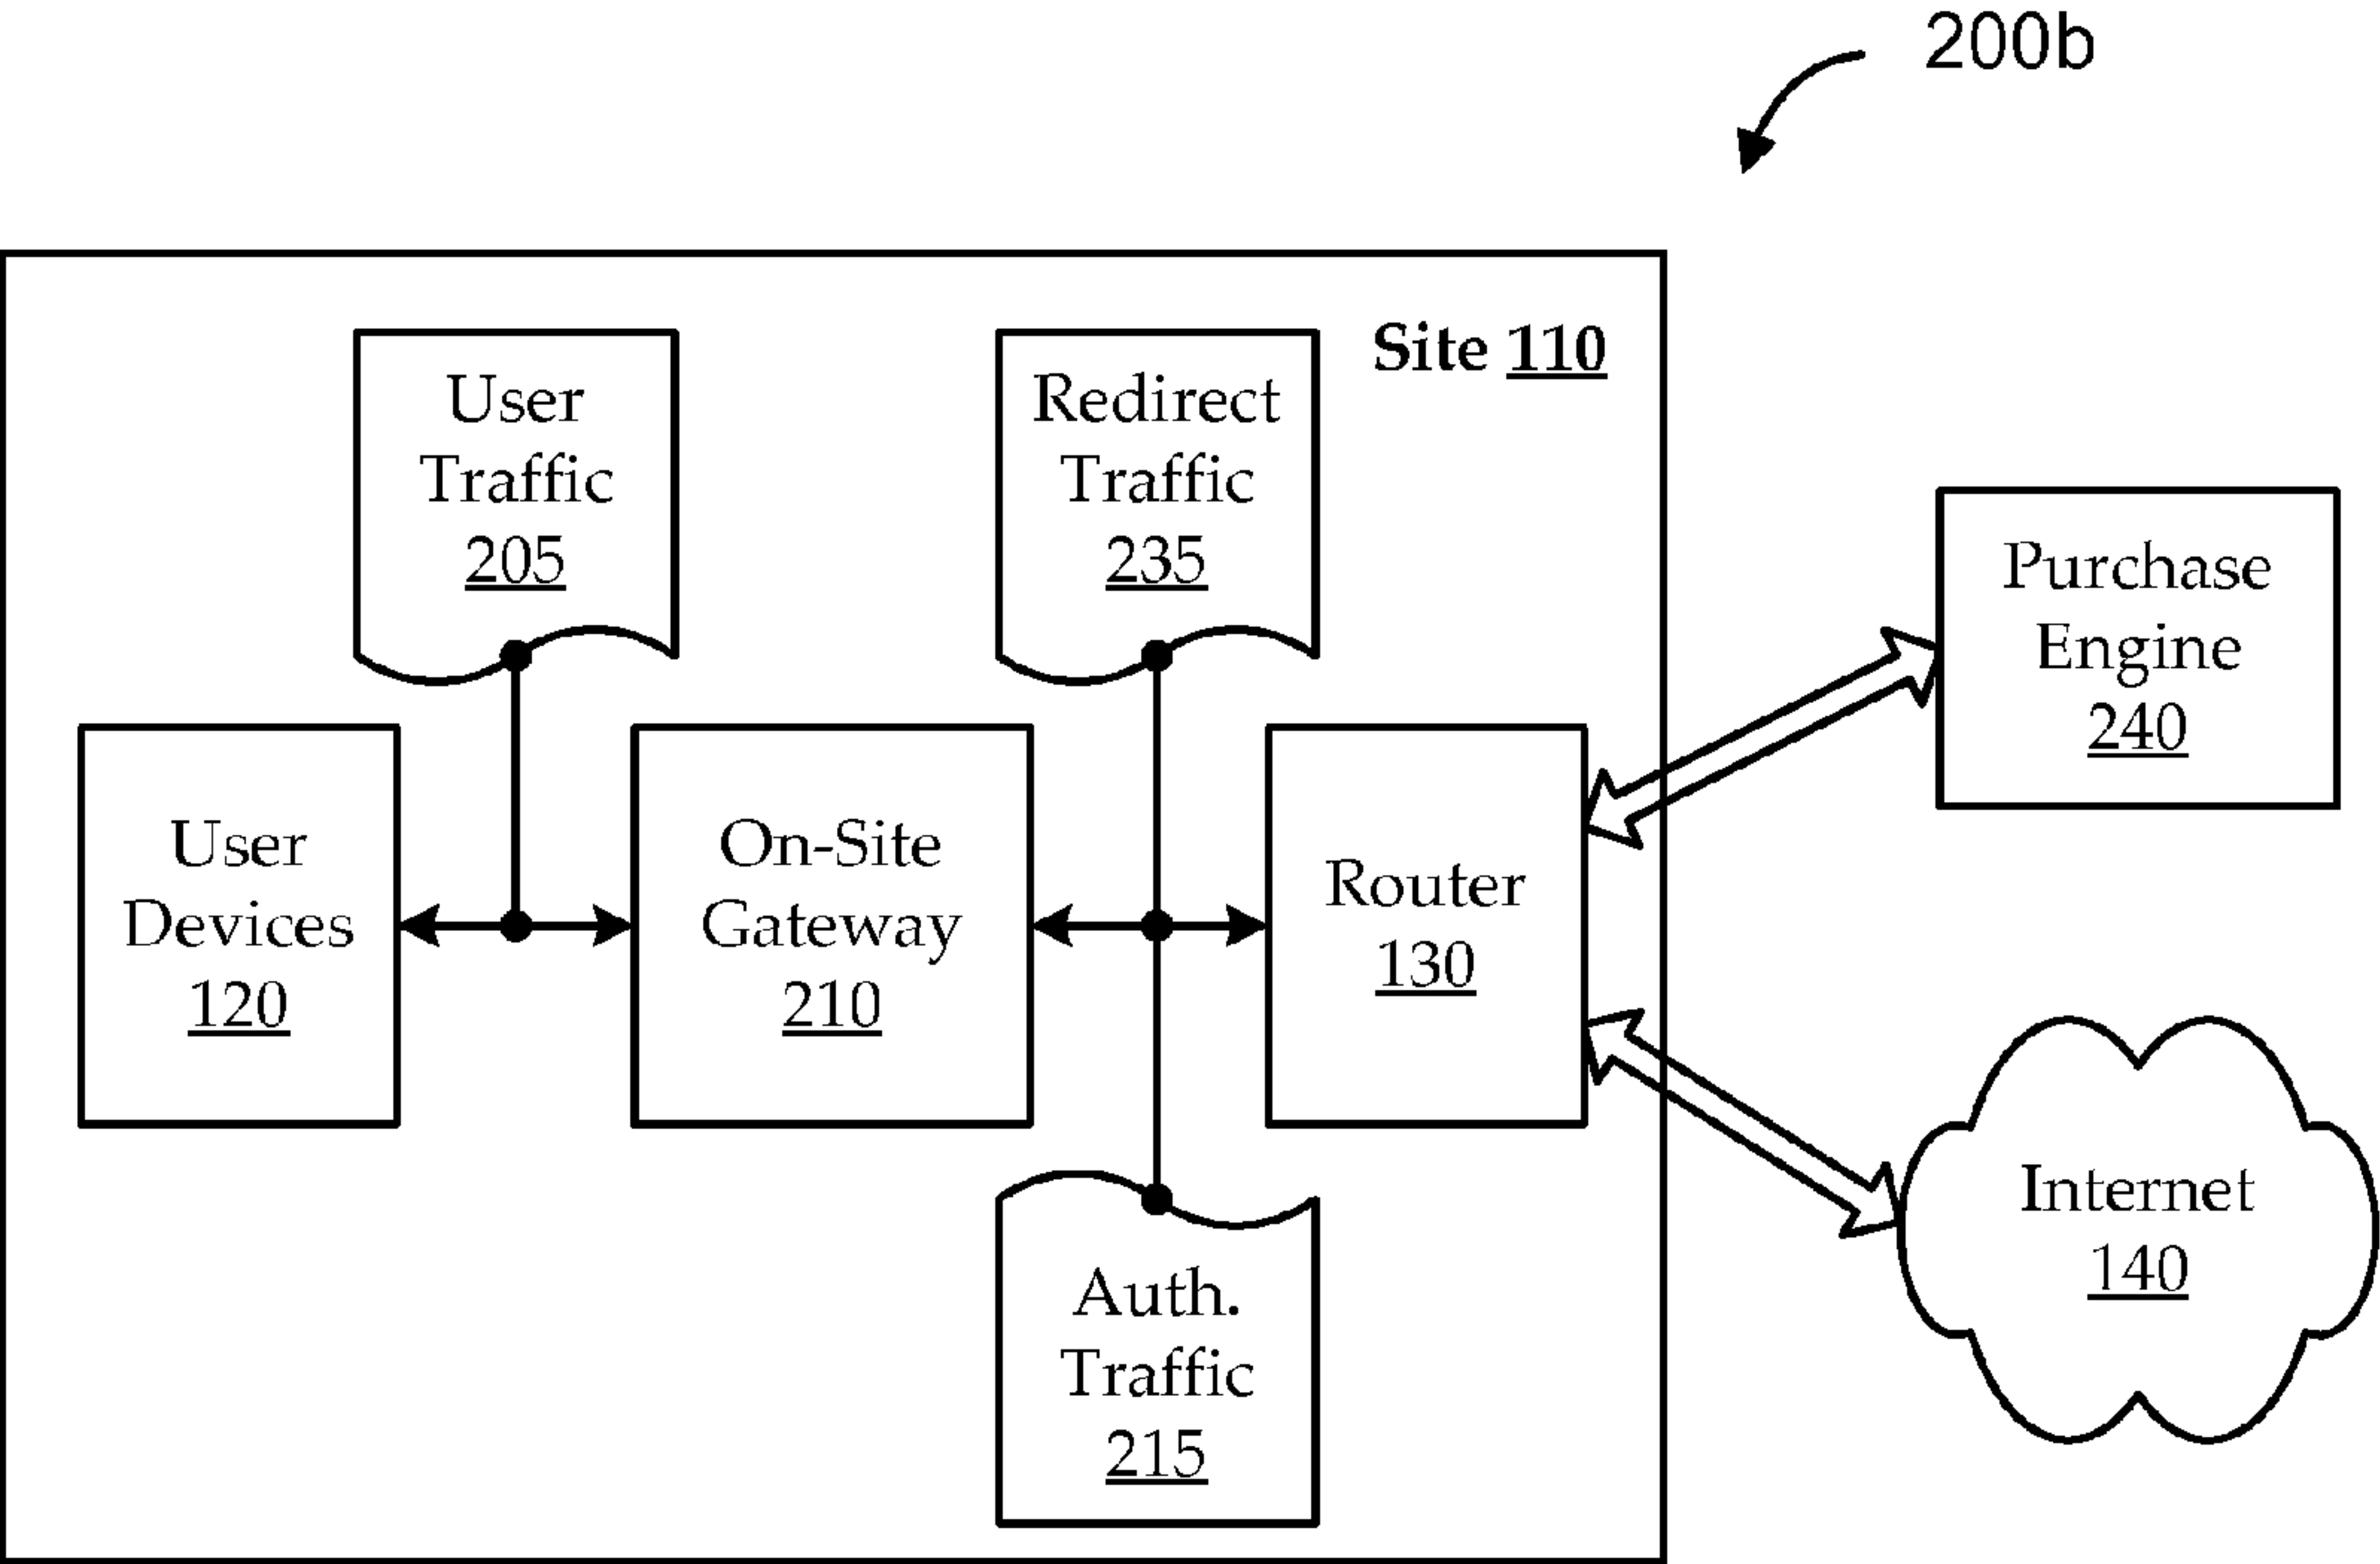 200b
Site 110
User
Traffic
205
Redirect
Traffic
235
Purchase
Engine
240
User
Devices
120
On-Site
Gateway
210
Router
130
Internet
140
Auth.
Traffic
215